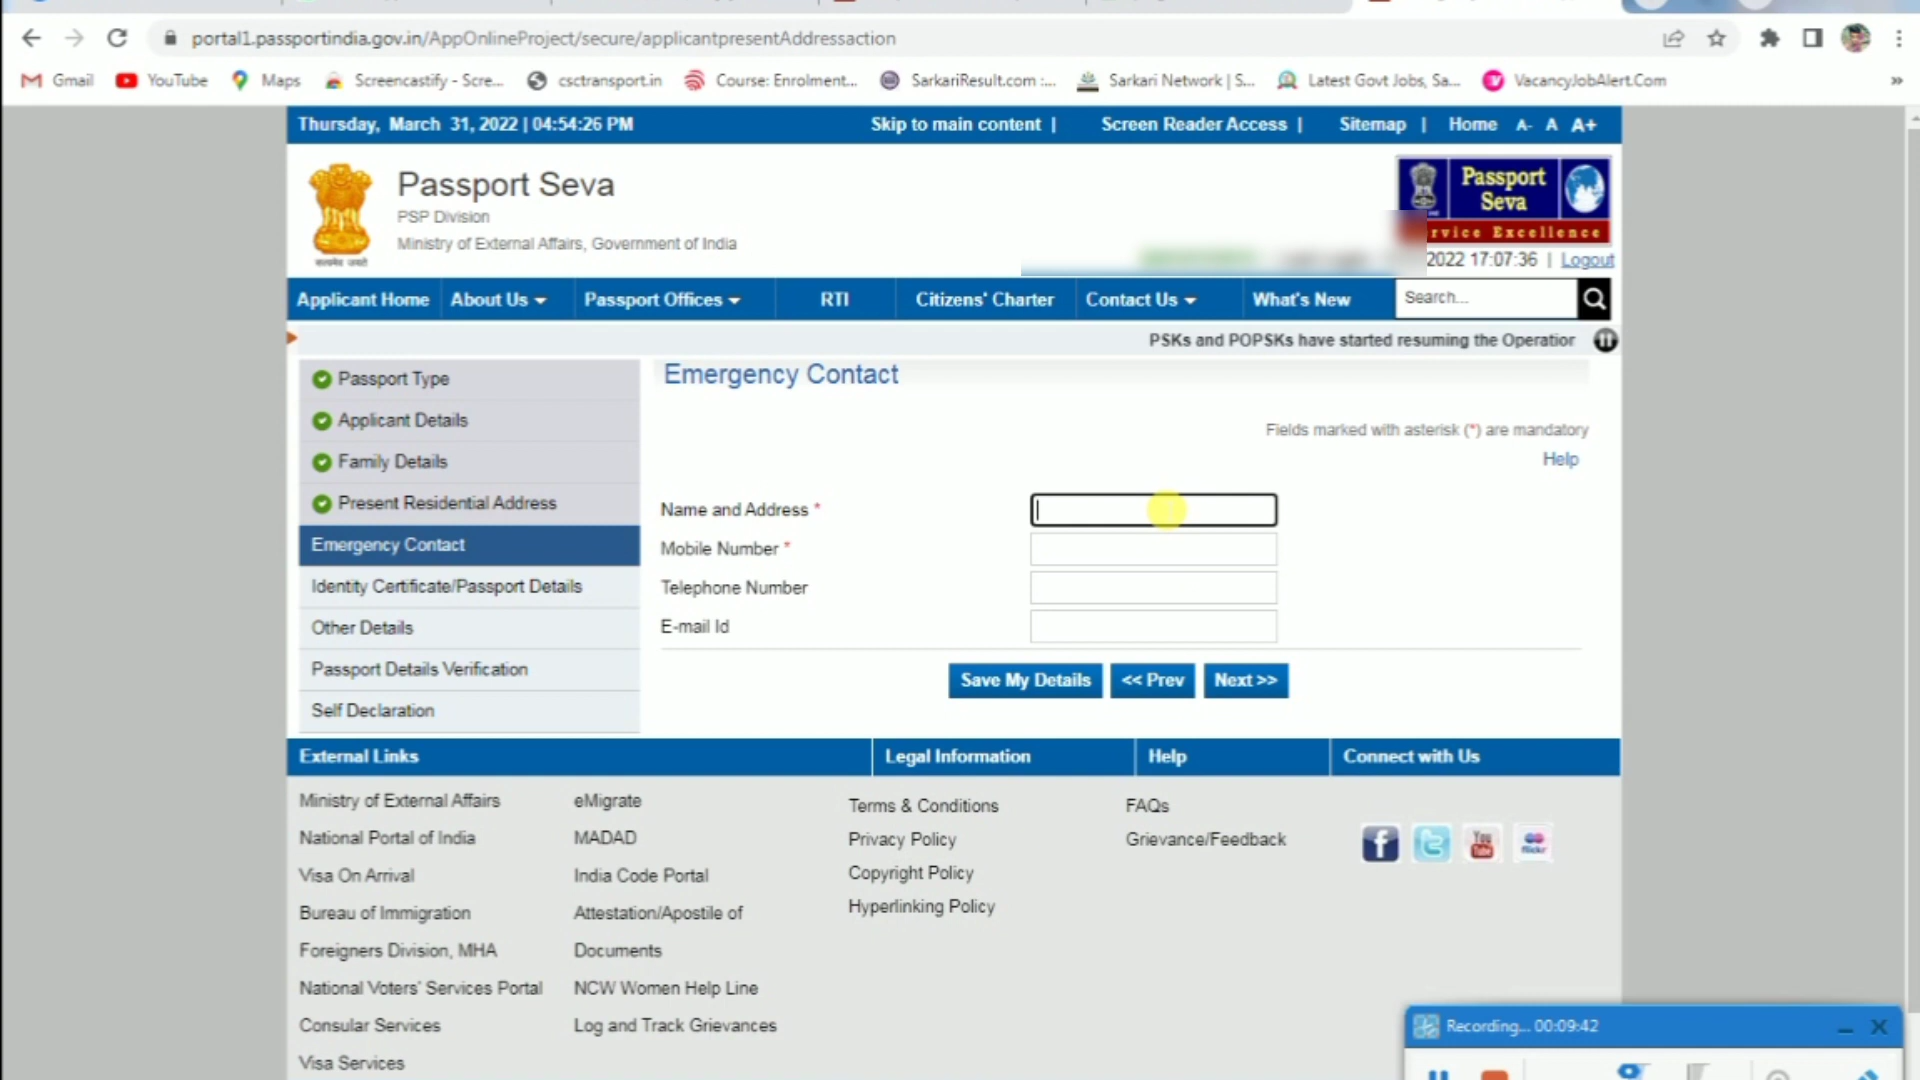 portal1.passportindia.gov.in/AppOnlineProject/secure/applicantpresentAddressaction
Gmail YouTube Maps Screencastify - Scre... csctransport.in Course: Enrolment... SarkariResult.com :... Sarkari Network | S... Latest Govt Jobs, Sa... VacancyJobAlert.Com »
Thursday, March 31, 2022 | 04:54:26 PM Skip to main content | Screen Reader Access | Sitemap | Home A- A A+
Passport Seva
PSP Division
Ministry of External Affairs, Government of India
सत्यमेव जयते
Passport
Seva
rvice Excellence
2022 17:07:36 | Logout
Applicant Home About Us Passport Offices RTI Citizens' Charter Contact Us What's New Search...
PSKs and POPSKs have started resuming the Operatior
Passport Type
Applicant Details
Family Details
Present Residential Address
Emergency Contact
Identity Certificate/Passport Details
Other Details
Passport Details Verification
Self Declaration
Emergency Contact
Fields marked with asterisk (*) are mandatory
Help
Name and Address *
Mobile Number *
Telephone Number
E-mail Id
Save My Details << Prev Next >>
External Links Legal Information Help Connect with Us
Ministry of External Affairs
National Portal of India
Visa On Arrival
Bureau of Immigration
Foreigners Division, MHA
National Voters' Services Portal
Consular Services
Visa Services
eMigrate
MADAD
India Code Portal
Attestation/Apostile of
Documents
NCW Women Help Line
Log and Track Grievances
Terms & Conditions
Privacy Policy
Copyright Policy
Hyperlinking Policy
FAQs
Grievance/Feedback
You
Tube
flickr
Recording... 00:09:42